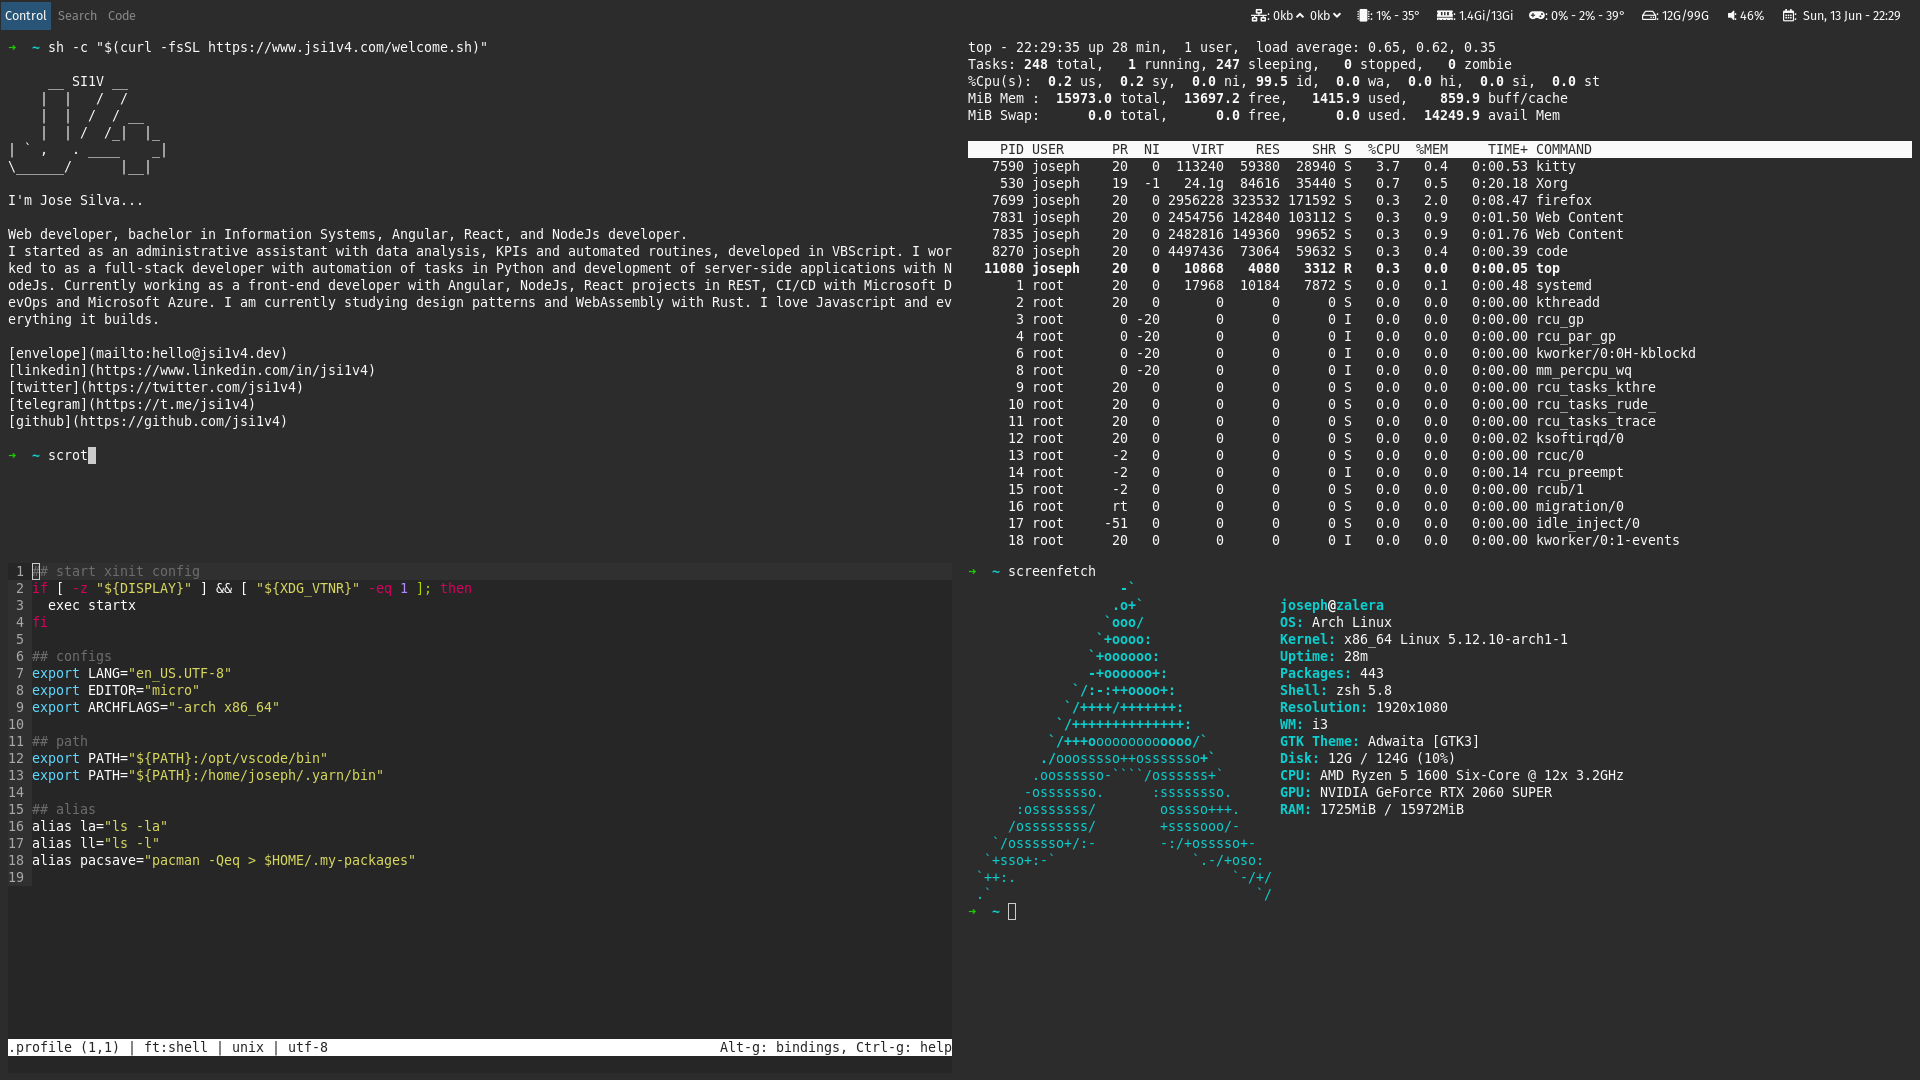 Control Search Code
: 0kb 0kb : 1% - 35° : 1.4Gi/13Gi : 0% - 2% - 39° : 12G/99G : 46% : Sun, 13 Jun - 22:29
➜ ~ sh -c "$(curl -fsSL https://www.jsi1v4.com/welcome.sh)"
     __ SI1V __
    |  |   /  /
    |  |  /  / __
    |  | /  /_|  |_
| ` ,   . ____    _|
\______/      |__|
I'm Jose Silva...
Web developer, bachelor in Information Systems, Angular, React, and NodeJs developer.
I started as an administrative assistant with data analysis, KPIs and automated routines, developed in VBScript. I wor
ked to as a full-stack developer with automation of tasks in Python and development of server-side applications with N
odeJs. Currently working as a front-end developer with Angular, NodeJs, React projects in REST, CI/CD with Microsoft D
evOps and Microsoft Azure. I am currently studying design patterns and WebAssembly with Rust. I love Javascript and ev
erything it builds.
[envelope](mailto:hello@jsi1v4.dev)
[linkedin](https://www.linkedin.com/in/jsi1v4)
[twitter](https://twitter.com/jsi1v4)
[telegram](https://t.me/jsi1v4)
[github](https://github.com/jsi1v4)
➜ ~ scrot
top - 22:29:35 up 28 min,  1 user,  load average: 0.65, 0.62, 0.35
Tasks: 248 total,   1 running, 247 sleeping,   0 stopped,   0 zombie
%Cpu(s):  0.2 us,  0.2 sy,  0.0 ni, 99.5 id,  0.0 wa,  0.0 hi,  0.0 si,  0.0 st
MiB Mem :  15973.0 total,  13697.2 free,   1415.9 used,    859.9 buff/cache
MiB Swap:      0.0 total,      0.0 free,      0.0 used.  14249.9 avail Mem
PID USER PR NI VIRT RES SHR S %CPU %MEM TIME+ COMMAND
7590 joseph 20 0 113240 59380 28940 S 3.7 0.4 0:00.53 kitty
530 joseph 19 -1 24.1g 84616 35440 S 0.7 0.5 0:20.18 Xorg
7699 joseph 20 0 2956228 323532 171592 S 0.3 2.0 0:08.47 firefox
7831 joseph 20 0 2454756 142840 103112 S 0.3 0.9 0:01.50 Web Content
7835 joseph 20 0 2482816 149360 99652 S 0.3 0.9 0:01.76 Web Content
8270 joseph 20 0 4497436 73064 59632 S 0.3 0.4 0:00.39 code
11080 joseph 20 0 10868 4080 3312 R 0.3 0.0 0:00.05 top
1 root 20 0 17968 10184 7872 S 0.0 0.1 0:00.48 systemd
2 root 20 0 0 0 0 S 0.0 0.0 0:00.00 kthreadd
3 root 0 -20 0 0 0 I 0.0 0.0 0:00.00 rcu_gp
4 root 0 -20 0 0 0 I 0.0 0.0 0:00.00 rcu_par_gp
6 root 0 -20 0 0 0 I 0.0 0.0 0:00.00 kworker/0:0H-kblockd
8 root 0 -20 0 0 0 I 0.0 0.0 0:00.00 mm_percpu_wq
9 root 20 0 0 0 0 S 0.0 0.0 0:00.00 rcu_tasks_kthre
10 root 20 0 0 0 0 S 0.0 0.0 0:00.00 rcu_tasks_rude_
11 root 20 0 0 0 0 S 0.0 0.0 0:00.00 rcu_tasks_trace
12 root 20 0 0 0 0 S 0.0 0.0 0:00.02 ksoftirqd/0
13 root -2 0 0 0 0 S 0.0 0.0 0:00.00 rcuc/0
14 root -2 0 0 0 0 I 0.0 0.0 0:00.14 rcu_preempt
15 root -2 0 0 0 0 S 0.0 0.0 0:00.00 rcub/1
16 root rt 0 0 0 0 S 0.0 0.0 0:00.00 migration/0
17 root -51 0 0 0 0 S 0.0 0.0 0:00.00 idle_inject/0
18 root 20 0 0 0 0 I 0.0 0.0 0:00.00 kworker/0:1-events
1 ## start xinit config
2 if [ -z "${DISPLAY}" ] && [ "${XDG_VTNR}" -eq 1 ]; then
3   exec startx
4 fi
5
6 ## configs
7 export LANG="en_US.UTF-8"
8 export EDITOR="micro"
9 export ARCHFLAGS="-arch x86_64"
10
11 ## path
12 export PATH="${PATH}:/opt/vscode/bin"
13 export PATH="${PATH}:/home/joseph/.yarn/bin"
14
15 ## alias
16 alias la="ls -la"
17 alias ll="ls -l"
18 alias pacsave="pacman -Qeq > $HOME/.my-packages"
19
.profile (1,1) | ft:shell | unix | utf-8 Alt-g: bindings, Ctrl-g: help
➜ ~ screenfetch
                   -`
                  .o+`                 joseph@zalera
                 `ooo/                 OS: Arch Linux
                `+oooo:                Kernel: x86_64 Linux 5.12.10-arch1-1
               `+oooooo:               Uptime: 28m
               -+oooooo+:              Packages: 443
             `/:-:++oooo+:             Shell: zsh 5.8
            `/++++/+++++++:            Resolution: 1920x1080
           `/++++++++++++++:           WM: i3
          `/+++ooooooooooooo/`         GTK Theme: Adwaita [GTK3]
         ./ooosssso++osssssso+`        Disk: 12G / 124G (10%)
        .oossssso-````/ossssss+`       CPU: AMD Ryzen 5 1600 Six-Core @ 12x 3.2GHz
       -osssssso.      :ssssssso.      GPU: NVIDIA GeForce RTX 2060 SUPER
      :osssssss/        osssso+++.     RAM: 1725MiB / 15972MiB
     /ossssssss/        +ssssooo/-
   `/ossssso+/:-        -:/+osssso+-
  `+sso+:-`                 `.-/+oso:
 `++:.                           `-/+/
 .`                                 `/
➜ ~